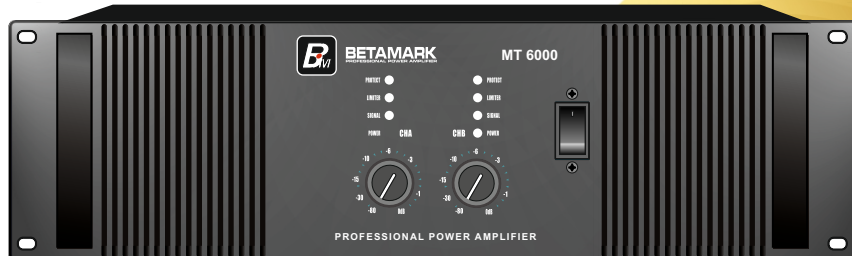 BM
BETAMARK
PROFESSIONAL POWER AMPLIFIER
MT 6000
PROTECT PROTECT
LIMITER LIMITER
SIGNAL SIGNAL
POWER CHA CHB POWER
-6 -6
-10 -3 -10 -3
-15 -15
-30 -1 -30 -1
-80 0dB -80 0dB
PROFESSIONAL POWER AMPLIFIER